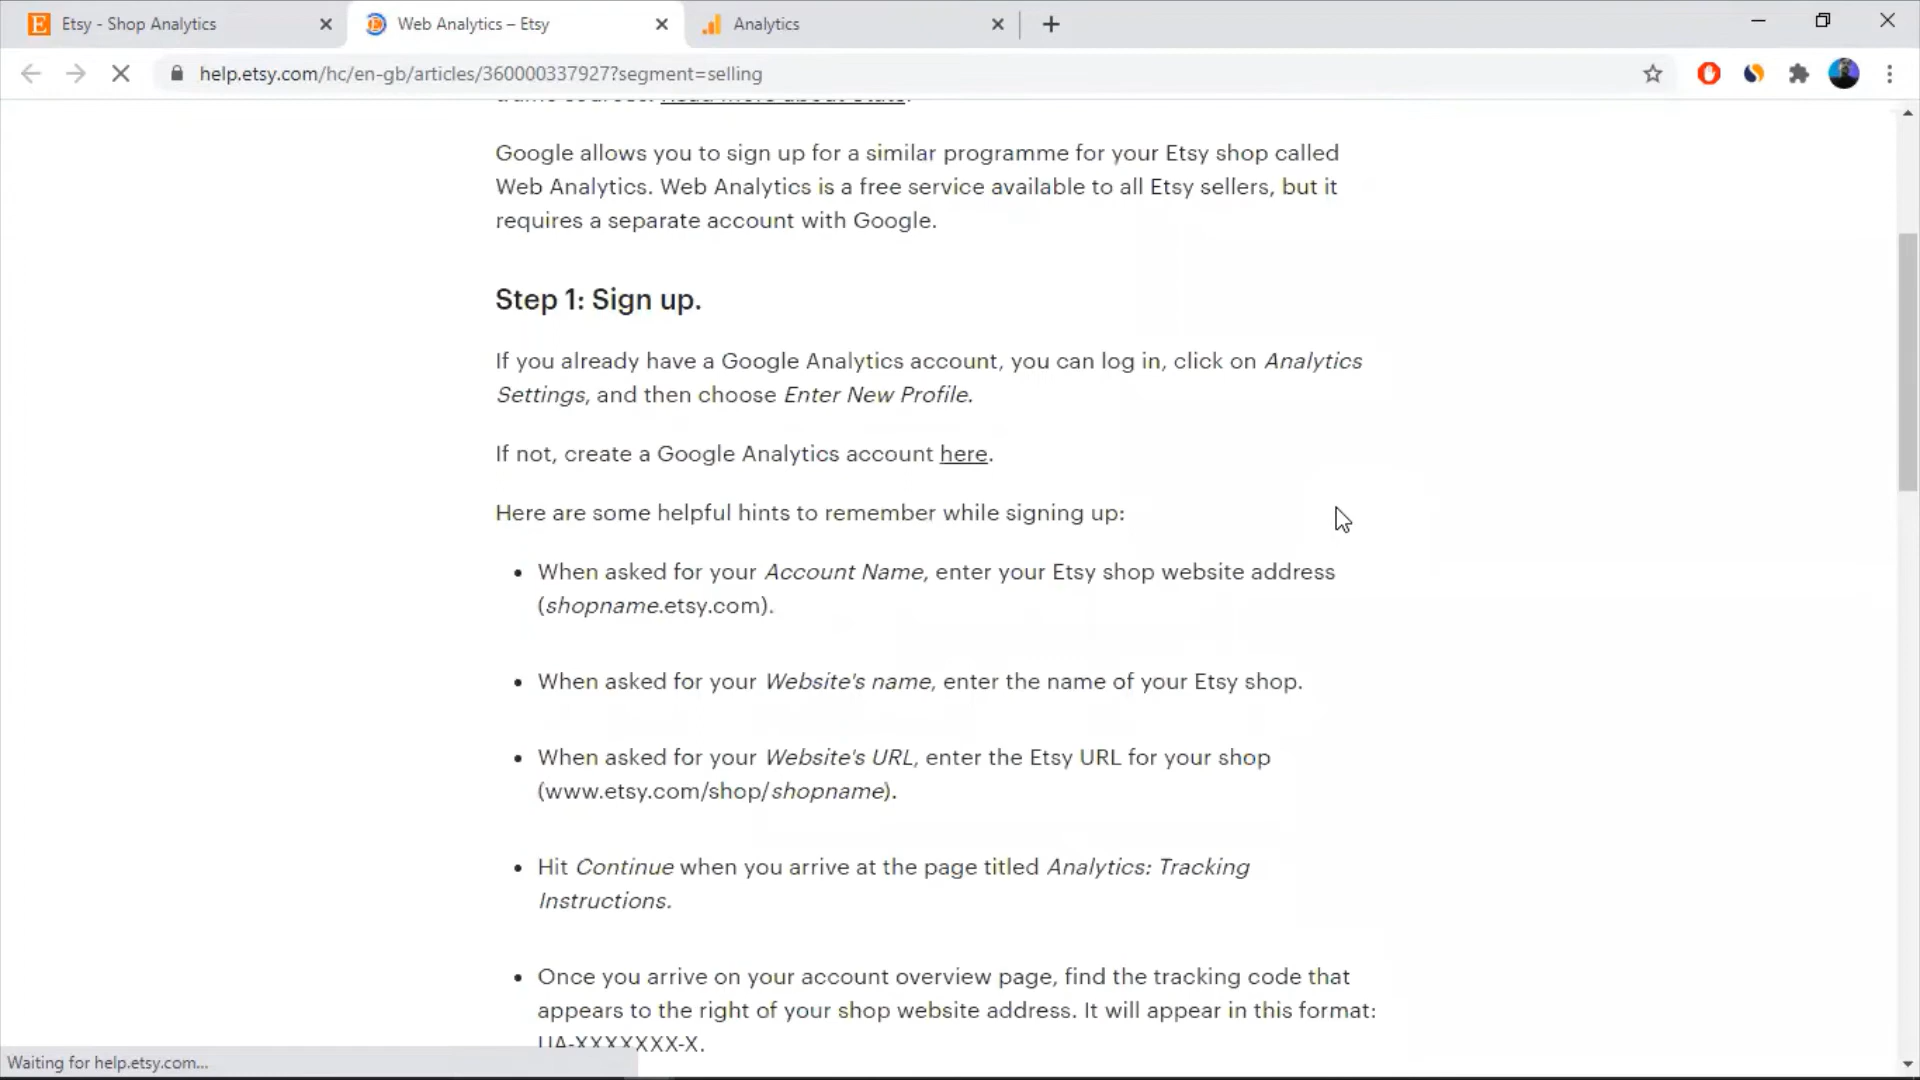 Etsy - Shop Analytics
Web Analytics – Etsy
Analytics
help.etsy.com/hc/en-gb/articles/360000337927?segment=selling
traffic sources. Read more about Stats.
Google allows you to sign up for a similar programme for your Etsy shop called
Web Analytics. Web Analytics is a free service available to all Etsy sellers, but it
requires a separate account with Google.
Step 1: Sign up.
If you already have a Google Analytics account, you can log in, click on Analytics
Settings, and then choose Enter New Profile.
If not, create a Google Analytics account here.
Here are some helpful hints to remember while signing up:
• When asked for your Account Name, enter your Etsy shop website address
(shopname.etsy.com).
• When asked for your Website's name, enter the name of your Etsy shop.
• When asked for your Website's URL, enter the Etsy URL for your shop
(www.etsy.com/shop/shopname).
• Hit Continue when you arrive at the page titled Analytics: Tracking
Instructions.
• Once you arrive on your account overview page, find the tracking code that
appears to the right of your shop website address. It will appear in this format:
UA-XXXXXXX-X.
Waiting for help.etsy.com...